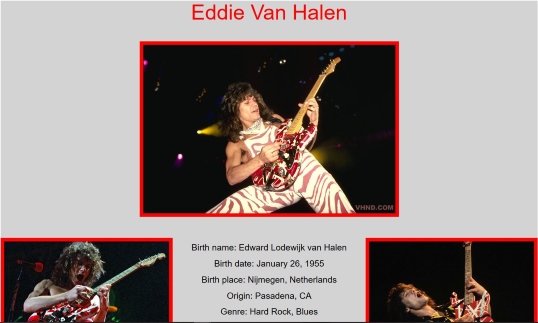 Eddie Van Halen
VHND.COM
Birth name: Edward Lodewijk van Halen
Birth date: January 26, 1955
Birth place: Nijmegen, Netherlands
Origin: Pasadena, CA
Genre: Hard Rock, Blues